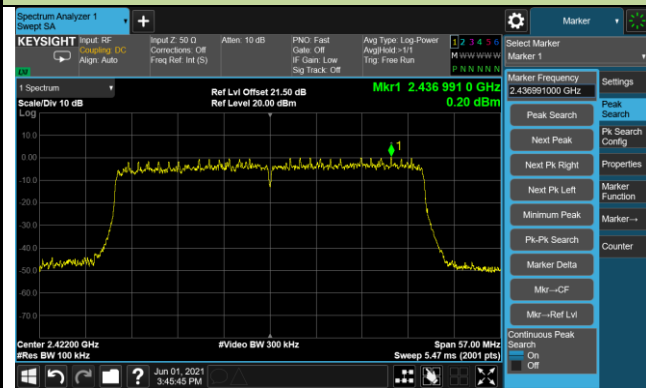 Spectrum Analyzer 1
Swept SA
KEYSIGHT
Input: RF
Coupling: DC
Align: Auto
Input Z: 50 Ω
Corrections: Off
Freq Ref: Int (S)
Atten: 10 dB
PNO: Fast
Gate: Off
IF Gain: Low
Sig Track: Off
Avg Type: Log-Power
Avg|Hold:>1/1
Trig: Free Run
1 2 3 4 5 6
M W W W W W
P N N N N N
1 Spectrum
Scale/Div 10 dB
Log
Ref Lvl Offset 21.50 dB
Ref Level 20.00 dBm
Mkr1 2.436 991 0 GHz
0.20 dBm
10.0
0.00
-10.0
-20.0
-30.0
-40.0
-50.0
-60.0
-70.0
1
Center 2.42200 GHz
#Res BW 100 kHz
#Video BW 300 kHz
Span 57.00 MHz
Sweep 5.47 ms (2001 pts)
Jun 01, 2021
3:45:45 PM
Marker
Select Marker
Marker 1
Marker Frequency
2.436991000 GHz
Peak Search
Next Peak
Next Pk Right
Next Pk Left
Minimum Peak
Pk-Pk Search
Marker Delta
Mkr→CF
Mkr→Ref Lvl
Continuous Peak
Search
On
Off
Settings
Peak
Search
Pk Search
Config
Properties
Marker
Function
Marker→
Counter